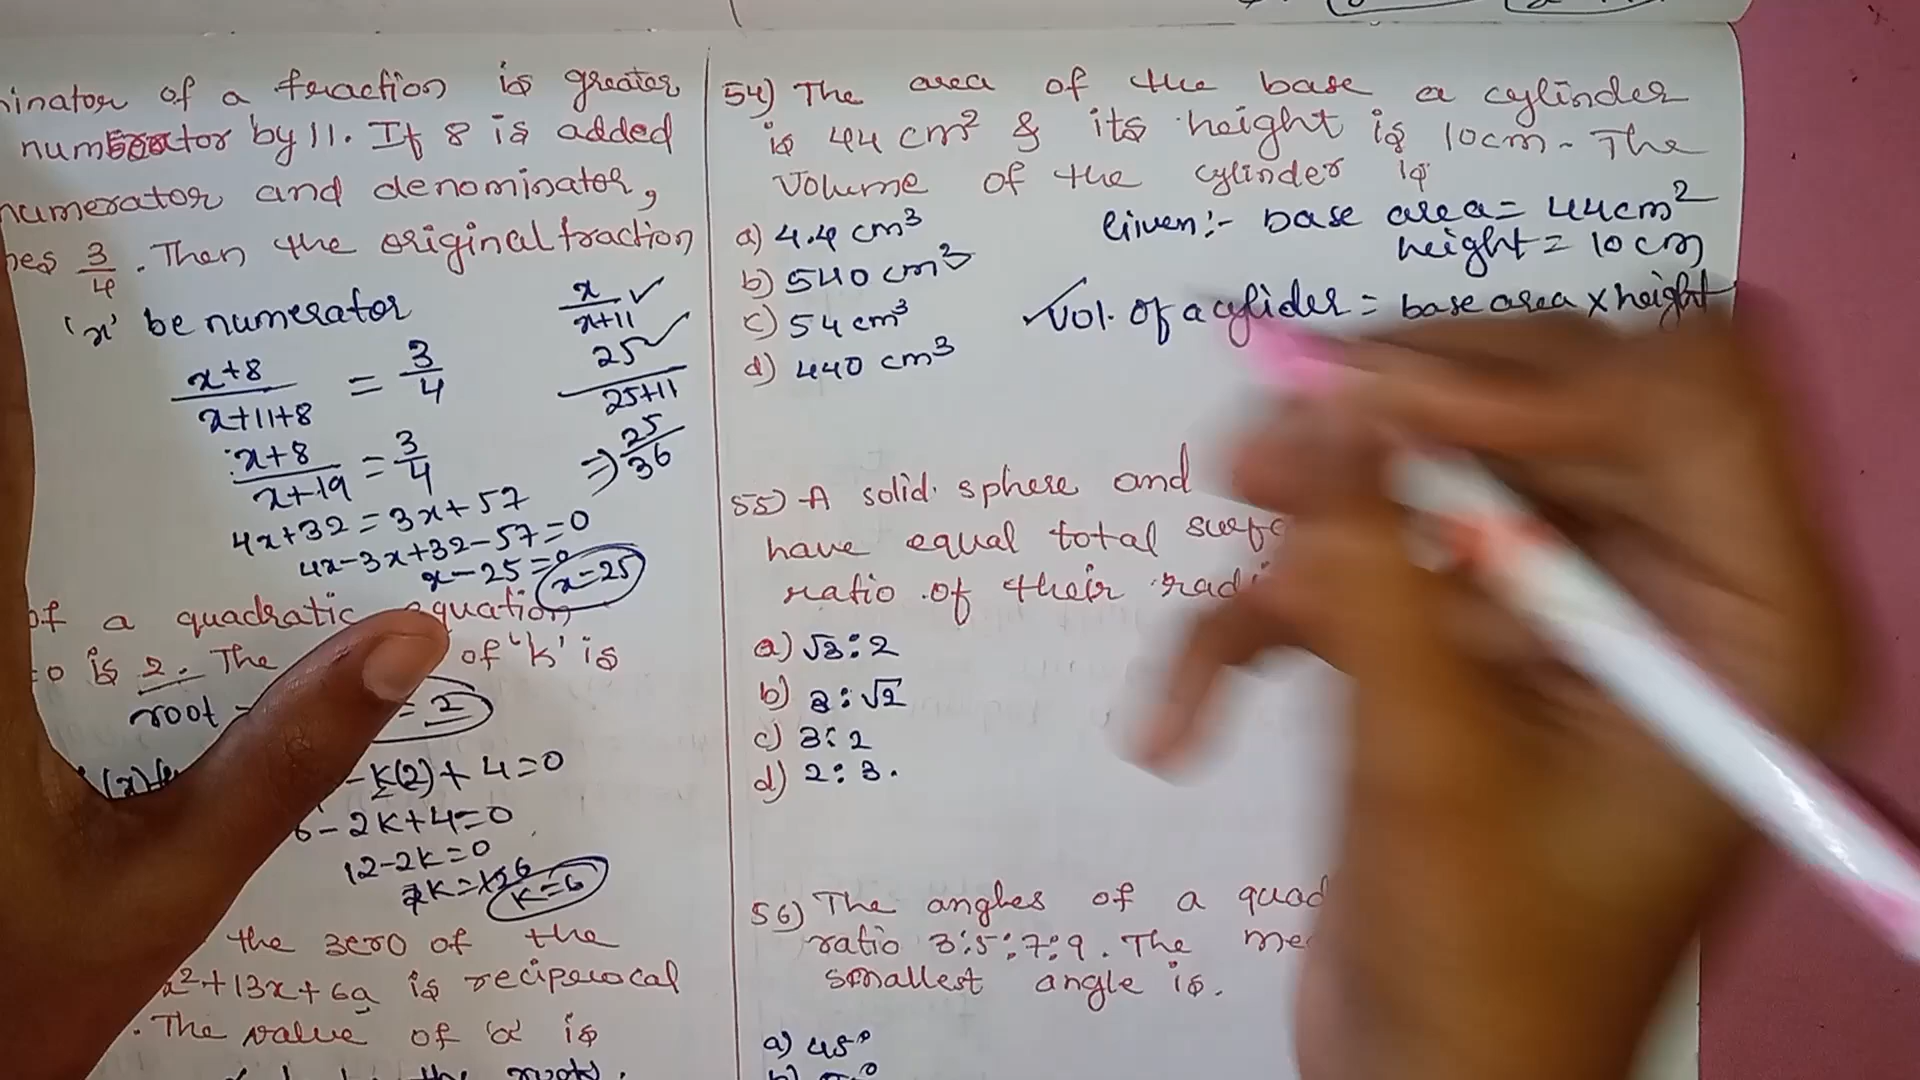 inator of a fraction is greater
numerator by 11. If 8 is added
numerator and denominator,
nes 3/4. Then the original fraction
'x' be numerator
x/x+11 ✓
x+8/x+11+8 = 3/4
25/25+11 ✓
x+8/x+19 = 3/4
⇒ 25/36
4x+32=3x+57
4x-3x+32-57=0
x-25=0 x=25
of a quadratic equation
=0 is 2. The of 'k' is
root = 2
-k(2)+4=0
-2k+4=0
12-2k=0
k=6
the zero of the
x²+13x+6a is reciprocal
. The value of 'a' is
54) The area of the base a cylinder
is 44 cm² & its height is 10cm. The
Volume of the cylinder is
Given:- base area = 44cm²
height = 10cm
a) 4.4 cm³
b) 540 cm³
c) 54 cm³
d) 440 cm³
✓Vol. of a cylider = base area x height
55) A solid sphere and
have equal total surfa
ratio of their radi
a) √3:2
b) 3:√2
c) 3:2
d) 2:3.
56) The angles of a quad
ratio 3:5:7:9. The me
smallest angle is.
a) 45°